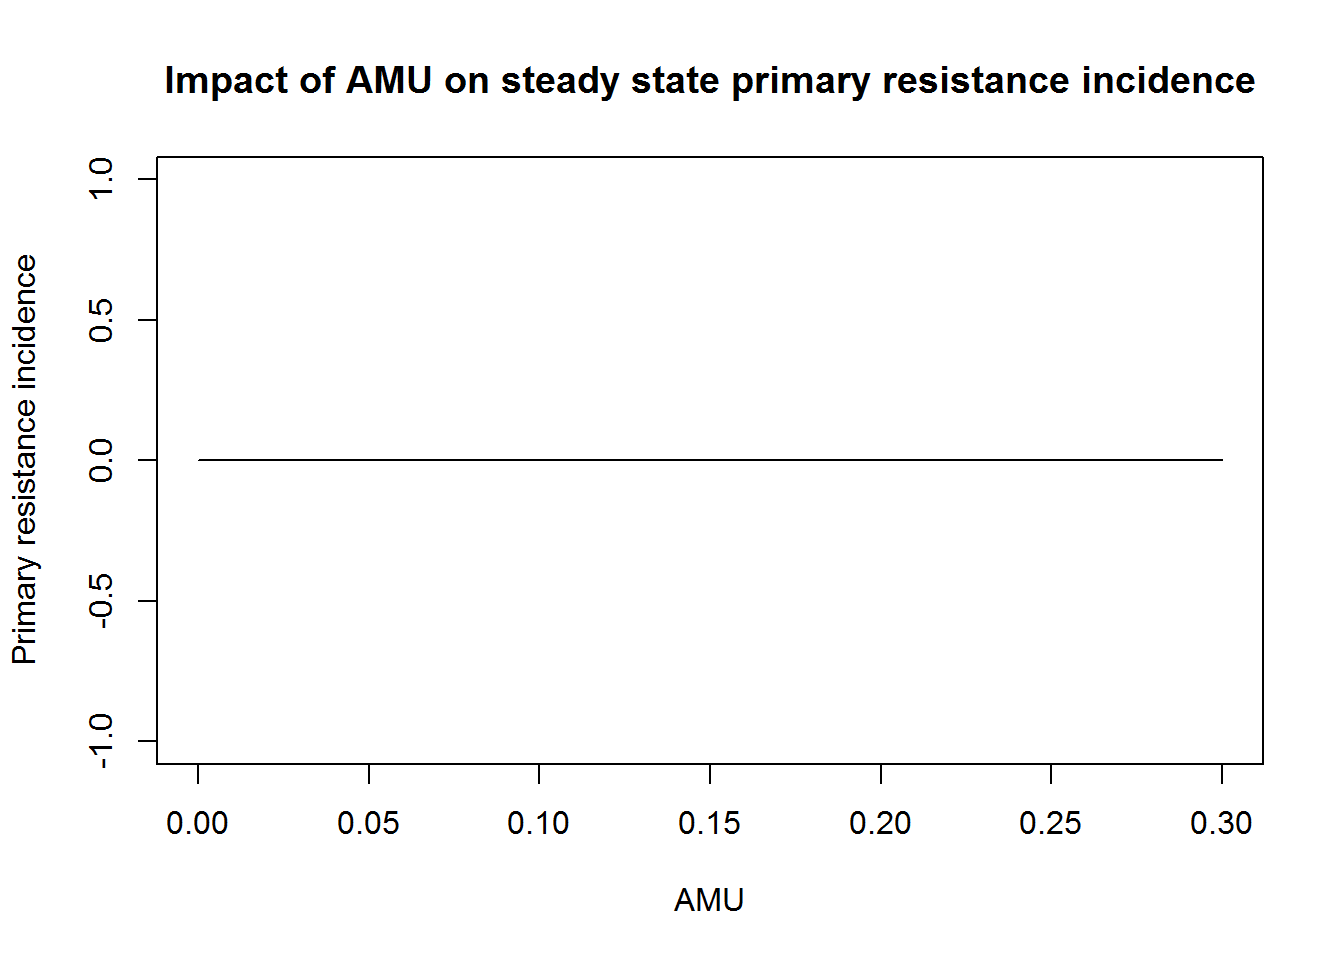 Impact of AMU on steady state primary resistance incidence
Primary resistance incidence
1.0
0.5
0.0
-0.5
-1.0
0.00 0.05 0.10 0.15 0.20 0.25 0.30
AMU